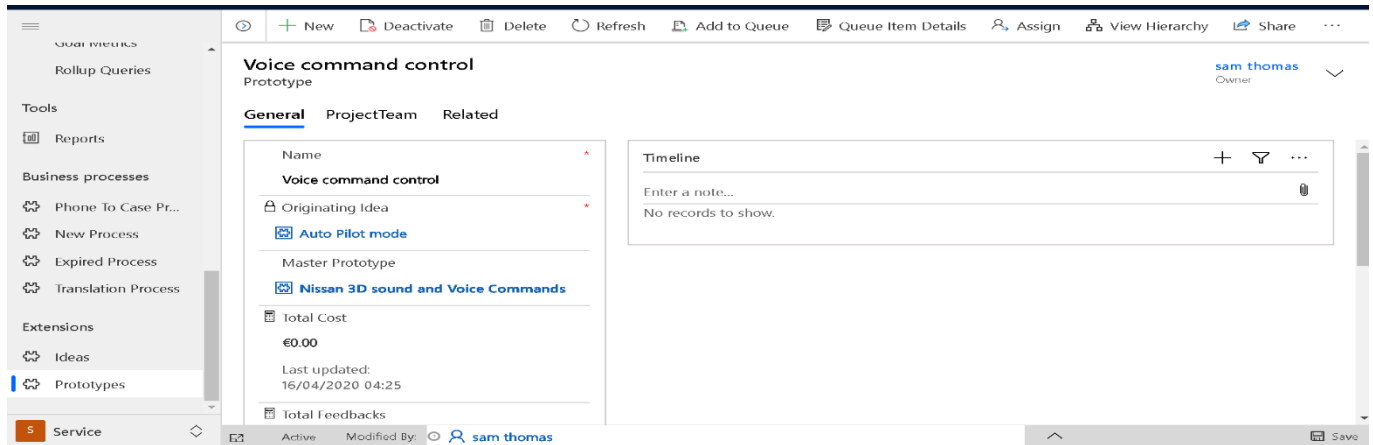 New Deactivate Delete Refresh Add to Queue Queue Item Details Assign View Hierarchy Share ...
Goal Metrics
Rollup Queries
Tools
Reports
Business processes
Phone To Case Pr...
New Process
Expired Process
Translation Process
Extensions
Ideas
Prototypes
S Service
Voice command control
Prototype
sam thomas
Owner
General ProjectTeam Related
Name *
Voice command control
Originating Idea *
Auto Pilot mode
Master Prototype
Nissan 3D sound and Voice Commands
Total Cost
€0.00
Last updated:
16/04/2020 04:25
Total Feedbacks
Timeline
Enter a note...
No records to show.
Active Modified By: sam thomas Save